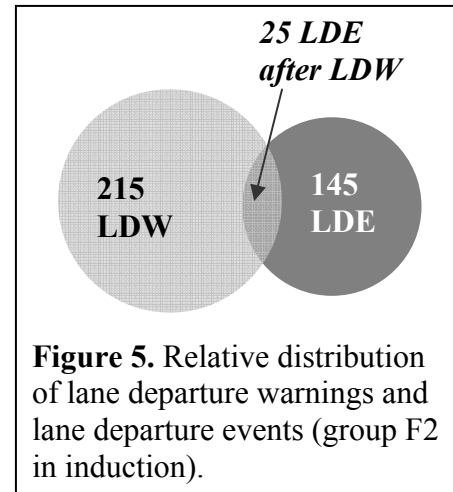 25 LDE
after LDW
215
LDW
145
LDE
Figure 5. Relative distribution
of lane departure warnings and
lane departure events (group F2
in induction).